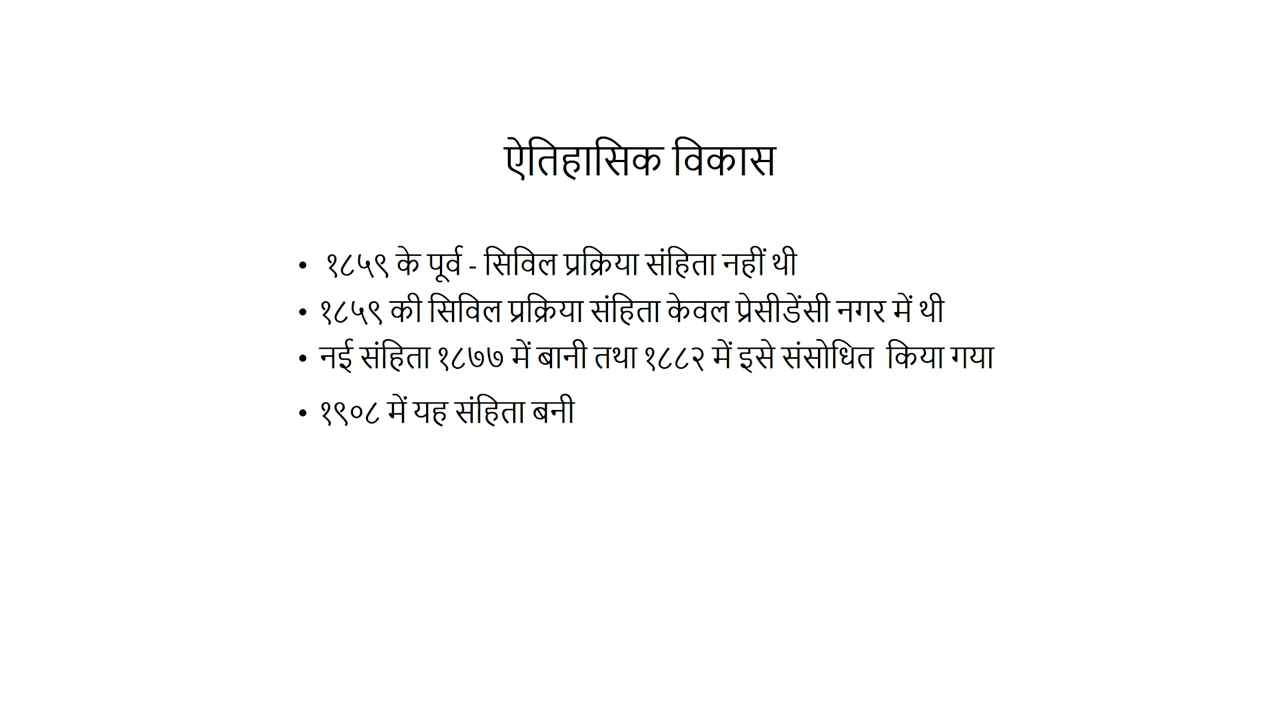 ऐतिहासिक विकास
• १८५९ के पूर्व - सिविल प्रक्रिया संहिता नहीं थी
• १८५९ की सिविल प्रक्रिया संहिता केवल प्रेसीडेंसी नगर में थी
• नई संहिता १८७७ में बानी तथा १८८२ में इसे संसोधित किया गया
• १९०८ में यह संहिता बनी